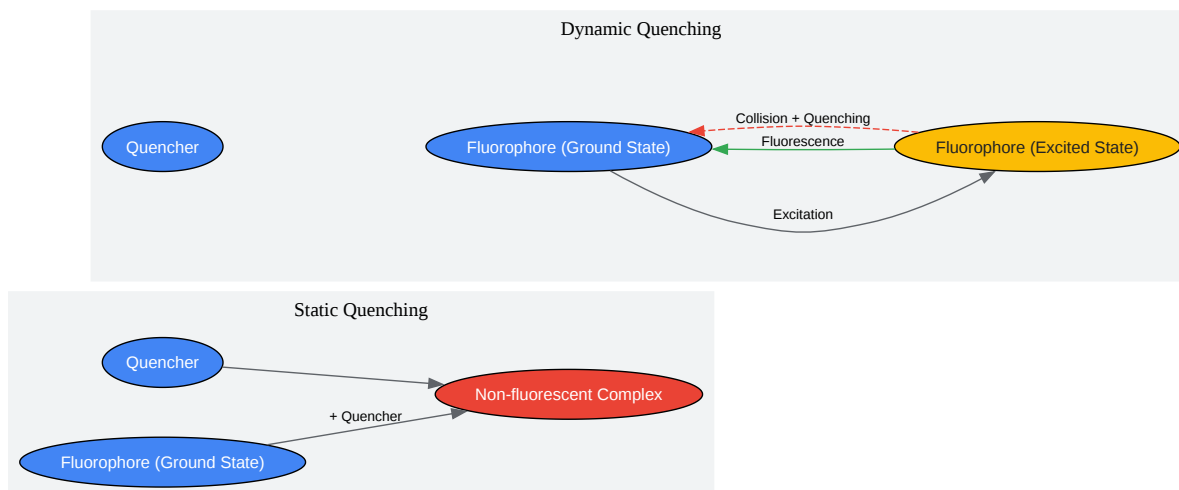 Dynamic Quenching
Quencher
Fluorophore (Ground State)
Collision + Quenching
Fluorescence
Fluorophore (Excited State)
Excitation
Static Quenching
Quencher
Non-fluorescent Complex
+ Quencher
Fluorophore (Ground State)